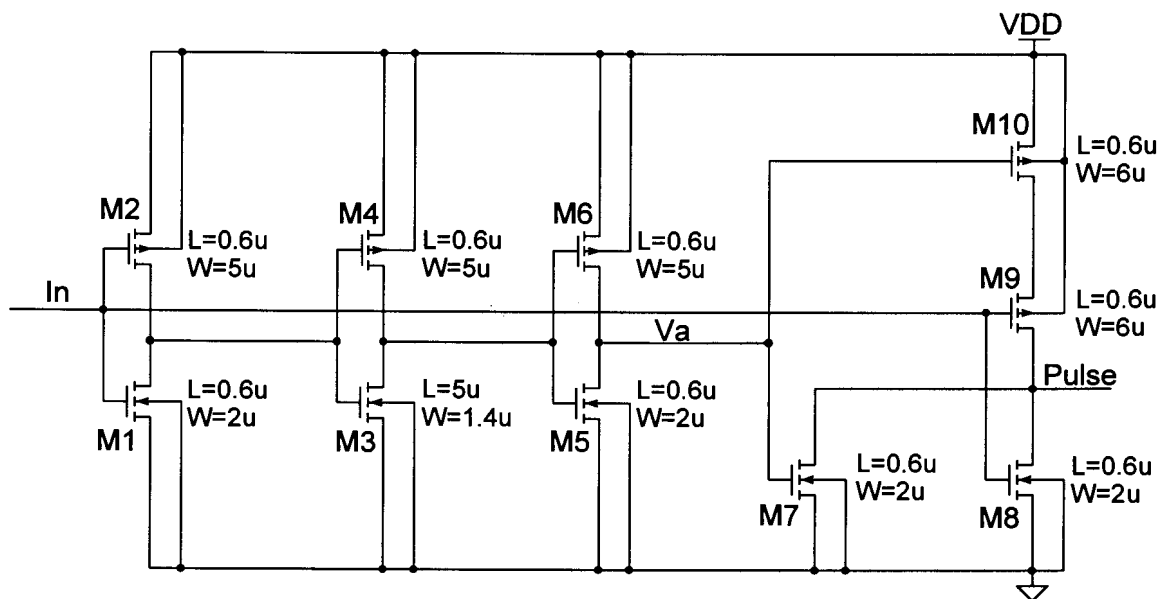 VDD
M10
L=0.6u
W=6u
M2
L=0.6u
W=5u
M4
L=0.6u
W=5u
M6
L=0.6u
W=5u
In
M9
L=0.6u
W=6u
Va
Pulse
M1
L=0.6u
W=2u
M3
L=5u
W=1.4u
M5
L=0.6u
W=2u
M7
L=0.6u
W=2u
M8
L=0.6u
W=2u